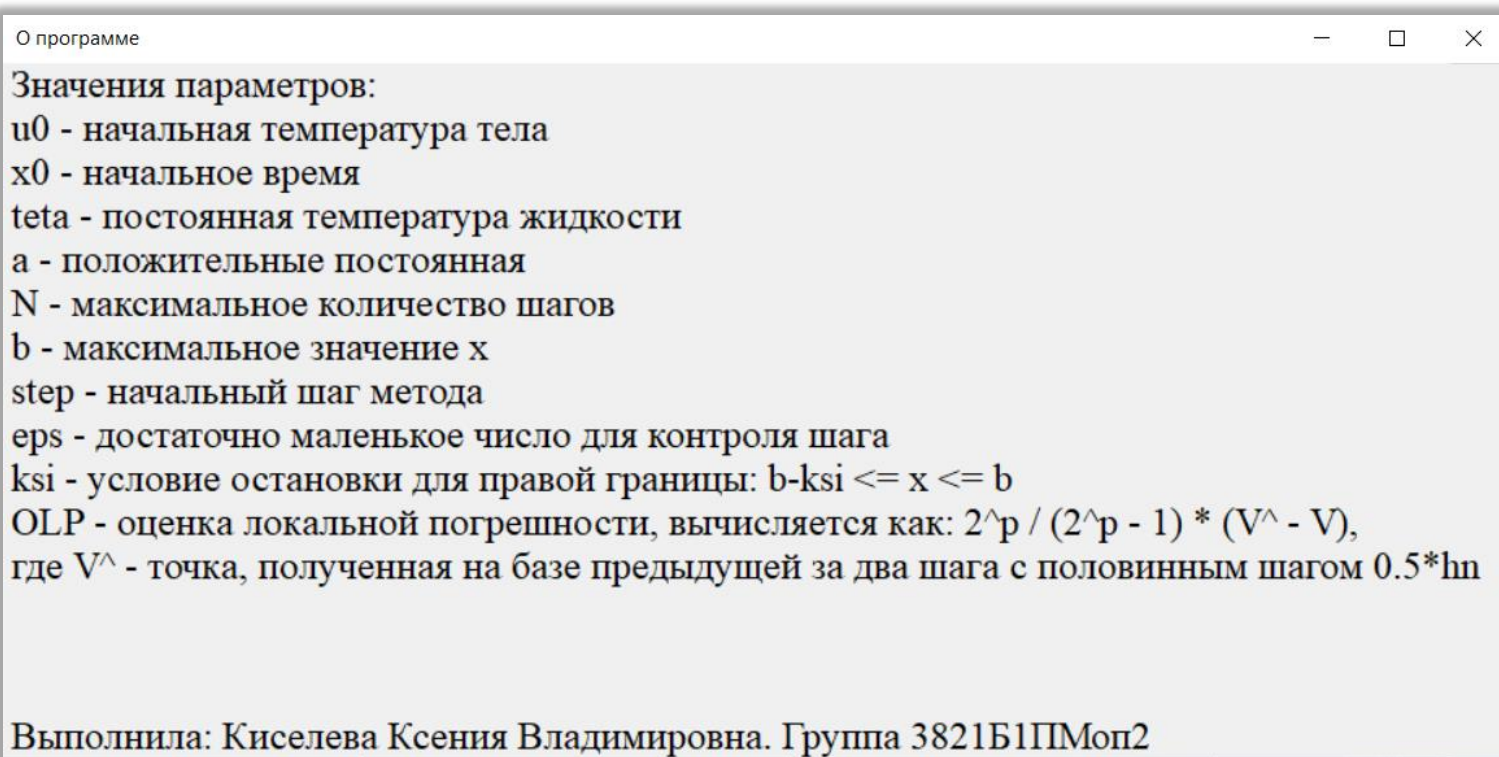 О программе
Значения параметров:
u0 - начальная температура тела
x0 - начальное время
teta - постоянная температура жидкости
a - положительные постоянная
N - максимальное количество шагов
b - максимальное значение x
step - начальный шаг метода
eps - достаточно маленькое число для контроля шага
ksi - условие остановки для правой границы: b-ksi <= x <= b
OLP - оценка локальной погрешности, вычисляется как: 2^p / (2^p - 1) * (V^ - V),
где V^ - точка, полученная на базе предыдущей за два шага с половинным шагом 0.5*hn
Выполнила: Киселева Ксения Владимировна. Группа 3821Б1ПМоп2